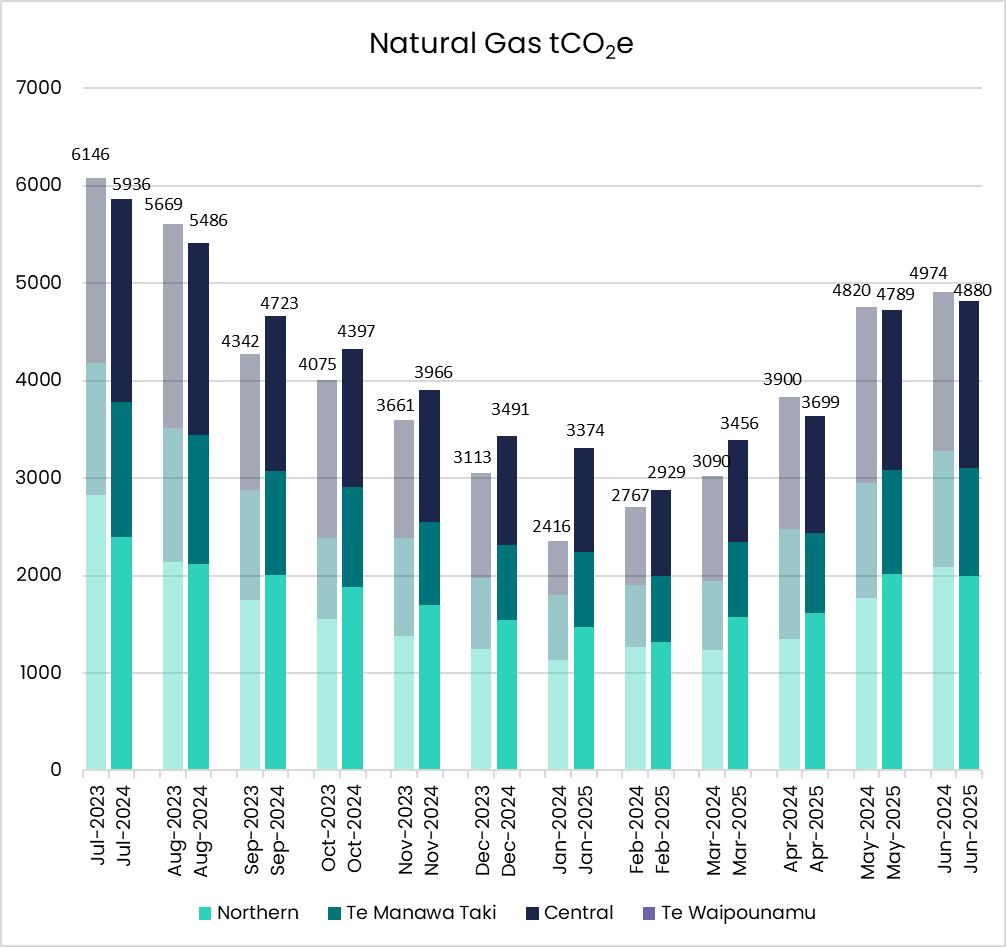 Natural Gas tCO₂e
7000
6000
5000
4000
3000
2000
1000
0
6146
5936
5669
5486
4342
4723
4075
4397
3661
3966
3113
3491
2416
3374
2767
2929
3090
3456
3900
3699
4820
4789
4974
4880
Jul-2023
Jul-2024
Aug-2023
Aug-2024
Sep-2023
Sep-2024
Oct-2023
Oct-2024
Nov-2023
Nov-2024
Dec-2023
Dec-2024
Jan-2024
Jan-2025
Feb-2024
Feb-2025
Mar-2024
Mar-2025
Apr-2024
Apr-2025
May-2024
May-2025
Jun-2024
Jun-2025
Northern Te Manawa Taki Central Te Waipounamu